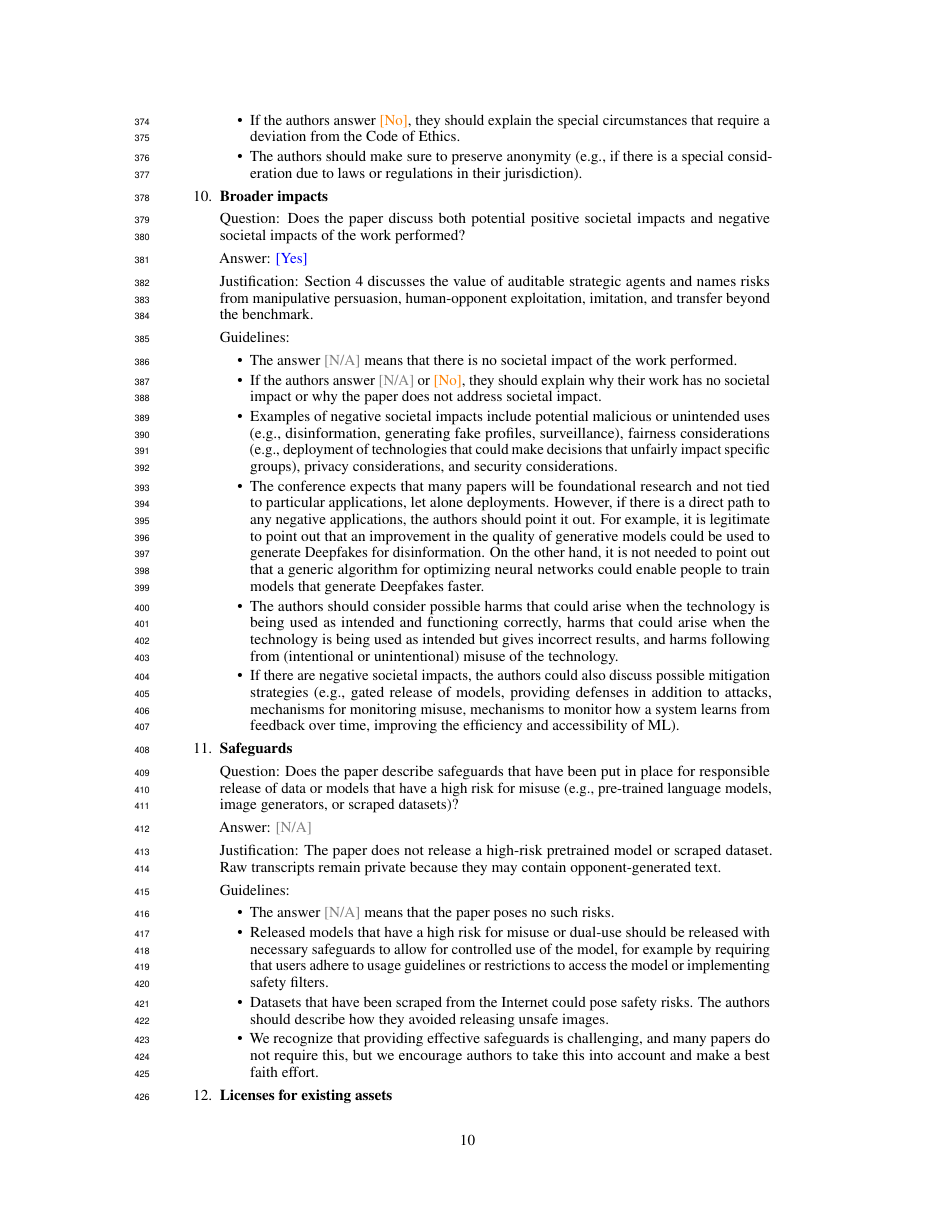 374 • If the authors answer [No], they should explain the special circumstances that require a
375 deviation from the Code of Ethics.
376 • The authors should make sure to preserve anonymity (e.g., if there is a special consid-
377 eration due to laws or regulations in their jurisdiction).
378 10. Broader impacts
379 Question: Does the paper discuss both potential positive societal impacts and negative
380 societal impacts of the work performed?
381 Answer: [Yes]
382 Justification: Section 4 discusses the value of auditable strategic agents and names risks
383 from manipulative persuasion, human-opponent exploitation, imitation, and transfer beyond
384 the benchmark.
385 Guidelines:
386 • The answer [N/A] means that there is no societal impact of the work performed.
387 • If the authors answer [N/A] or [No], they should explain why their work has no societal
388 impact or why the paper does not address societal impact.
389 • Examples of negative societal impacts include potential malicious or unintended uses
390 (e.g., disinformation, generating fake profiles, surveillance), fairness considerations
391 (e.g., deployment of technologies that could make decisions that unfairly impact specific
392 groups), privacy considerations, and security considerations.
393 • The conference expects that many papers will be foundational research and not tied
394 to particular applications, let alone deployments. However, if there is a direct path to
395 any negative applications, the authors should point it out. For example, it is legitimate
396 to point out that an improvement in the quality of generative models could be used to
397 generate Deepfakes for disinformation. On the other hand, it is not needed to point out
398 that a generic algorithm for optimizing neural networks could enable people to train
399 models that generate Deepfakes faster.
400 • The authors should consider possible harms that could arise when the technology is
401 being used as intended and functioning correctly, harms that could arise when the
402 technology is being used as intended but gives incorrect results, and harms following
403 from (intentional or unintentional) misuse of the technology.
404 • If there are negative societal impacts, the authors could also discuss possible mitigation
405 strategies (e.g., gated release of models, providing defenses in addition to attacks,
406 mechanisms for monitoring misuse, mechanisms to monitor how a system learns from
407 feedback over time, improving the efficiency and accessibility of ML).
408 11. Safeguards
409 Question: Does the paper describe safeguards that have been put in place for responsible
410 release of data or models that have a high risk for misuse (e.g., pre-trained language models,
411 image generators, or scraped datasets)?
412 Answer: [N/A]
413 Justification: The paper does not release a high-risk pretrained model or scraped dataset.
414 Raw transcripts remain private because they may contain opponent-generated text.
415 Guidelines:
416 • The answer [N/A] means that the paper poses no such risks.
417 • Released models that have a high risk for misuse or dual-use should be released with
418 necessary safeguards to allow for controlled use of the model, for example by requiring
419 that users adhere to usage guidelines or restrictions to access the model or implementing
420 safety filters.
421 • Datasets that have been scraped from the Internet could pose safety risks. The authors
422 should describe how they avoided releasing unsafe images.
423 • We recognize that providing effective safeguards is challenging, and many papers do
424 not require this, but we encourage authors to take this into account and make a best
425 faith effort.
426 12. Licenses for existing assets
10